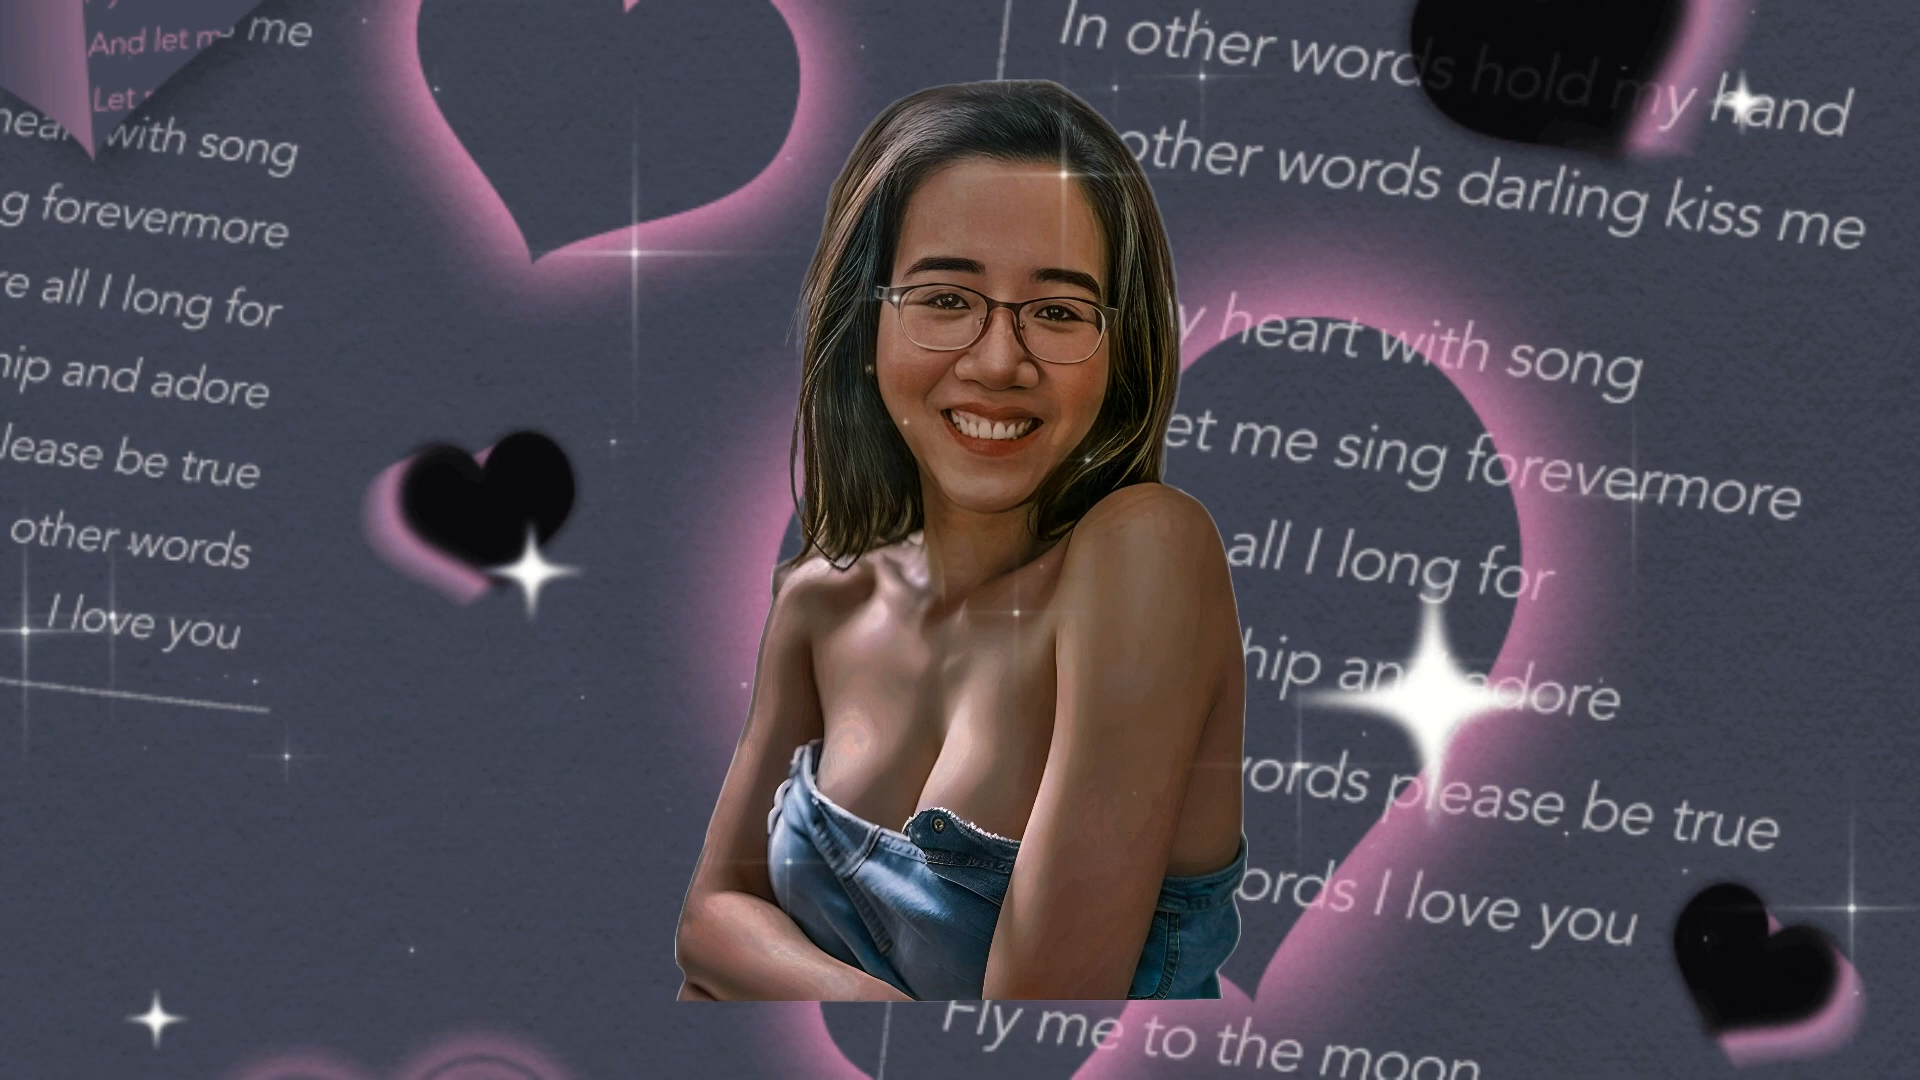 And let m me
Let
with song
g forevermore
re all I long for
hip and adore
lease be true
other words
I love you
In other words hold my hand
other words darling kiss me
y heart with song
et me sing forevermore
all I long for
hip and adore
ords please be true
ords I love you
Fly me to the moon